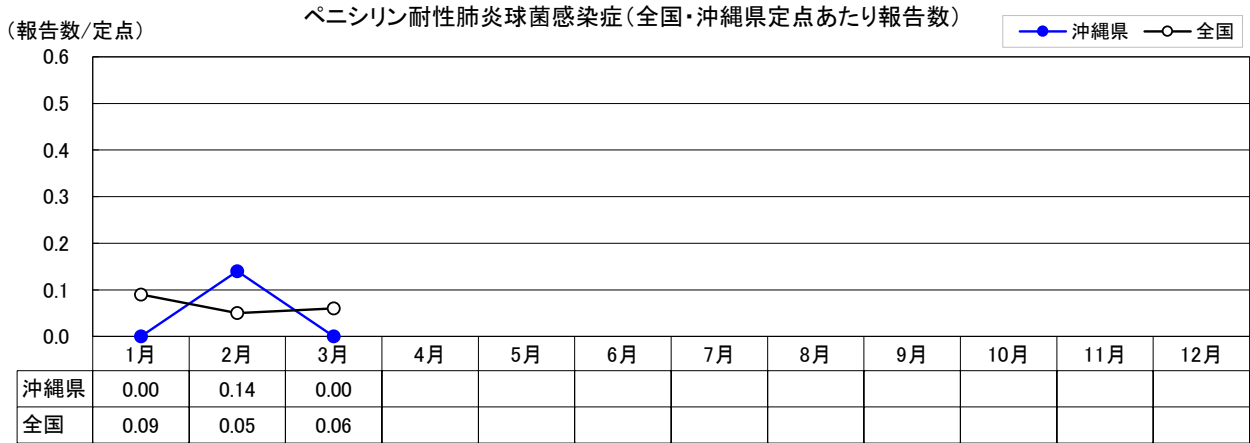 ペニシリン耐性肺炎球菌感染症(全国・沖縄県定点あたり報告数)
(報告数/定点)
沖縄県 全国
0.6
0.5
0.4
0.3
0.2
0.1
0.0
1月 2月 3月 4月 5月 6月 7月 8月 9月 10月 11月 12月
沖縄県 0.00 0.14 0.00
全国 0.09 0.05 0.06